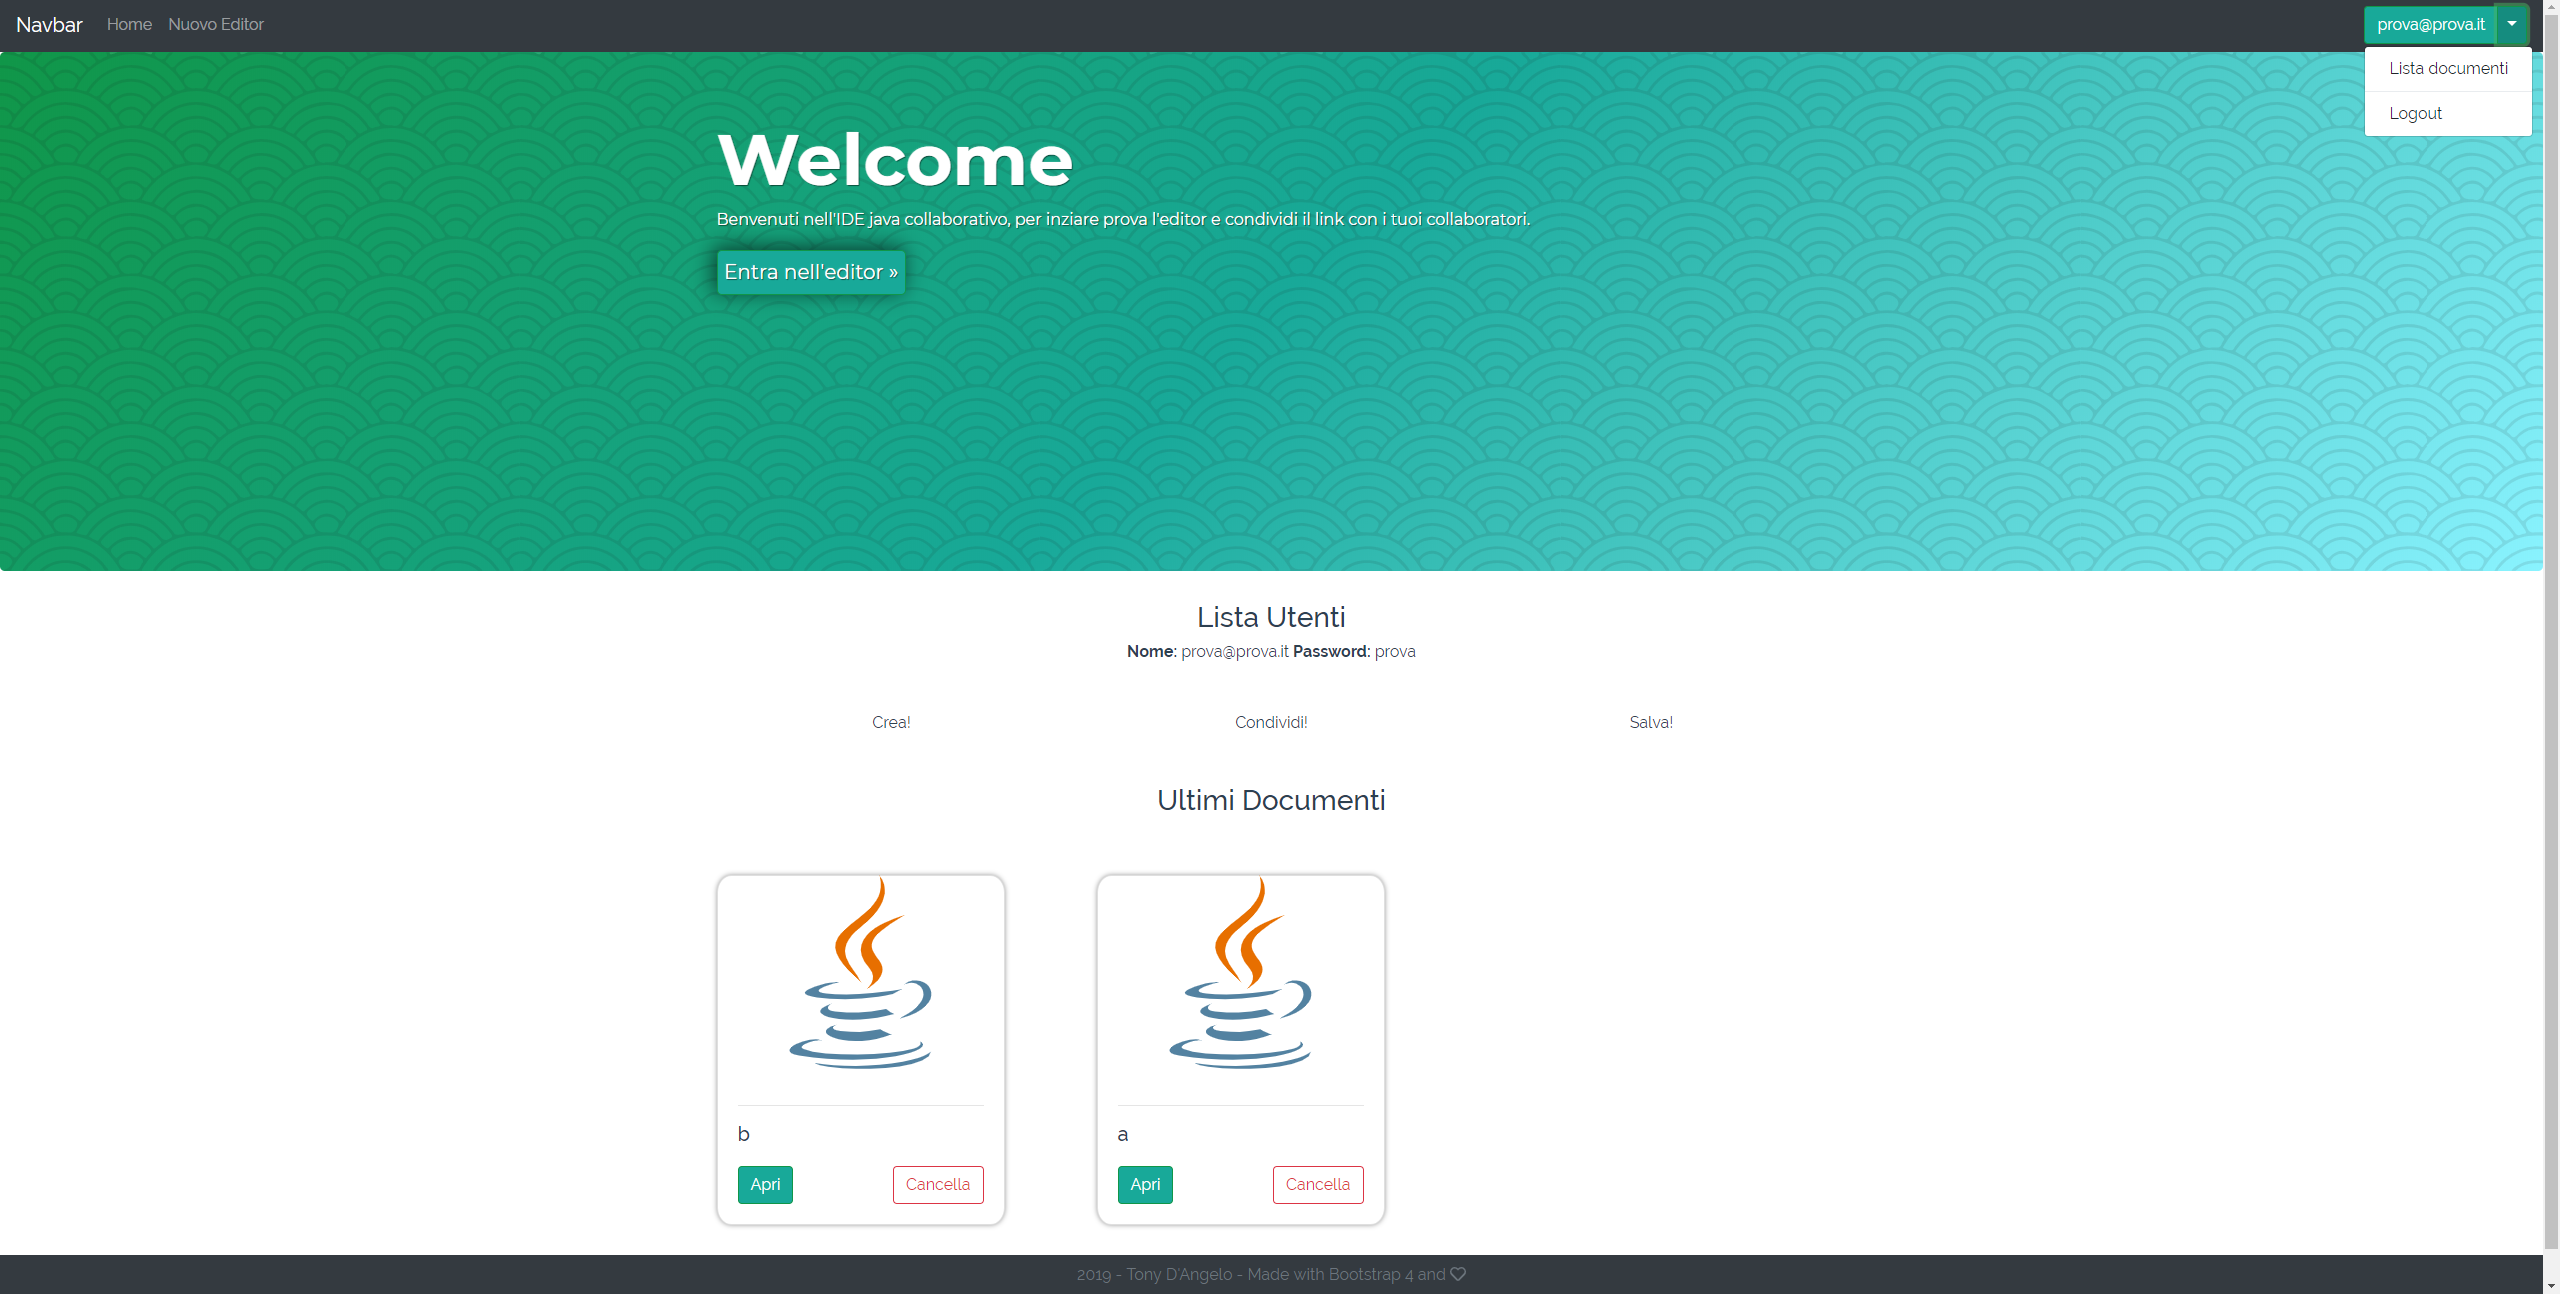 Navbar Home Nuovo Editor prova@prova.it
Lista documenti
Logout
Welcome
Benvenuti nell'IDE java collaborativo, per inziare prova l'editor e condividi il link con i tuoi collaboratori.
Entra nell'editor »
Lista Utenti
Nome: prova@prova.it Password: prova
Crea! Condividi! Salva!
Ultimi Documenti
b a
Apri Cancella Apri Cancella
2019 - Tony D'Angelo - Made with Bootstrap 4 and